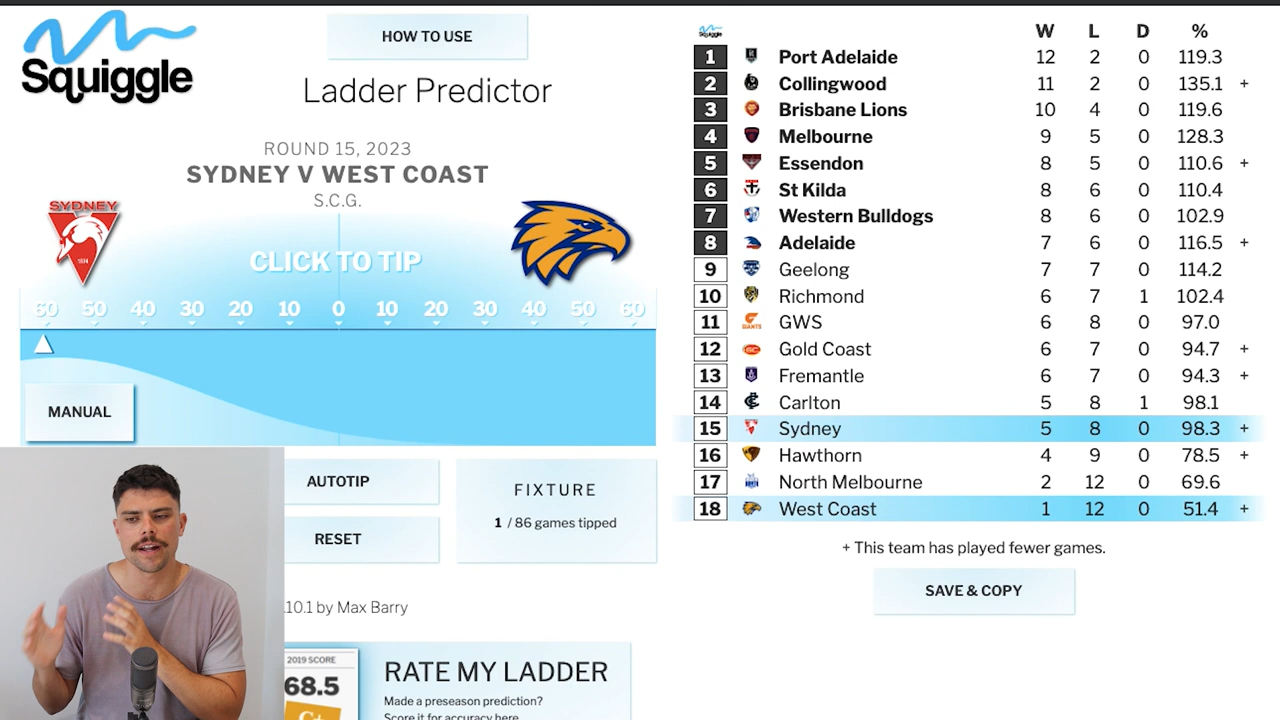 Squiggle
HOW TO USE
Ladder Predictor
ROUND 15, 2023
SYDNEY V WEST COAST
S.C.G.
SYDNEY
CLICK TO TIP
60 50 40 30 20 10 0 10 20 30 40 50 60
MANUAL
AUTOTIP
RESET
FIXTURE
1 / 86 games tipped
.10.1 by Max Barry
2019 SCORE
68.5
C+
RATE MY LADDER
Made a preseason prediction?
Score it for accuracy here
Squiggle W L D %
1 Port Adelaide 12 2 0 119.3
2 Collingwood 11 2 0 135.1 +
3 Brisbane Lions 10 4 0 119.6
4 Melbourne 9 5 0 128.3
5 Essendon 8 5 0 110.6 +
6 St Kilda 8 6 0 110.4
7 Western Bulldogs 8 6 0 102.9
8 Adelaide 7 6 0 116.5 +
9 Geelong 7 7 0 114.2
10 Richmond 6 7 1 102.4
11 GIANTS GWS 6 8 0 97.0
12 Gold Coast 6 7 0 94.7 +
13 Fremantle 6 7 0 94.3 +
14 Carlton 5 8 1 98.1
15 Sydney 5 8 0 98.3 +
16 Hawthorn 4 9 0 78.5 +
17 North Melbourne 2 12 0 69.6
18 West Coast 1 12 0 51.4 +
+ This team has played fewer games.
SAVE & COPY